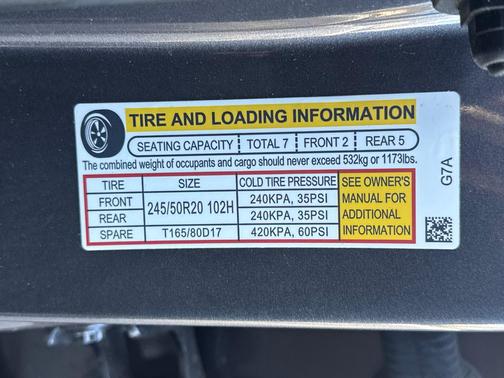 TIRE AND LOADING INFORMATION
SEATING CAPACITY TOTAL 7 FRONT 2 REAR 5
The combined weight of occupants and cargo should never exceed 532kg or 1173lbs.
TIRE SIZE COLD TIRE PRESSURE SEE OWNER'S MANUAL FOR ADDITIONAL INFORMATION
FRONT 245/50R20 102H 240KPA, 35PSI
REAR 240KPA, 35PSI
SPARE T165/80D17 420KPA, 60PSI
G7A